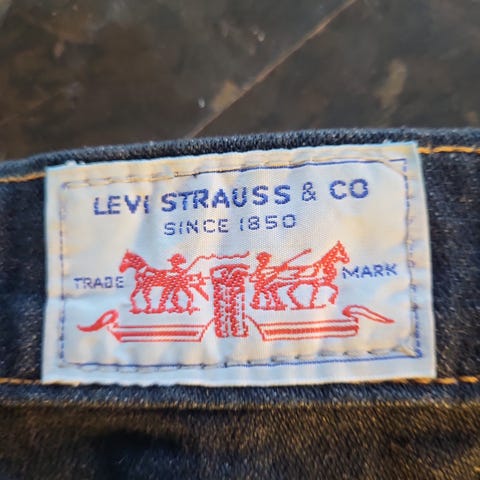 LEVI STRAUSS & CO
SINCE 1850
TRADE MARK